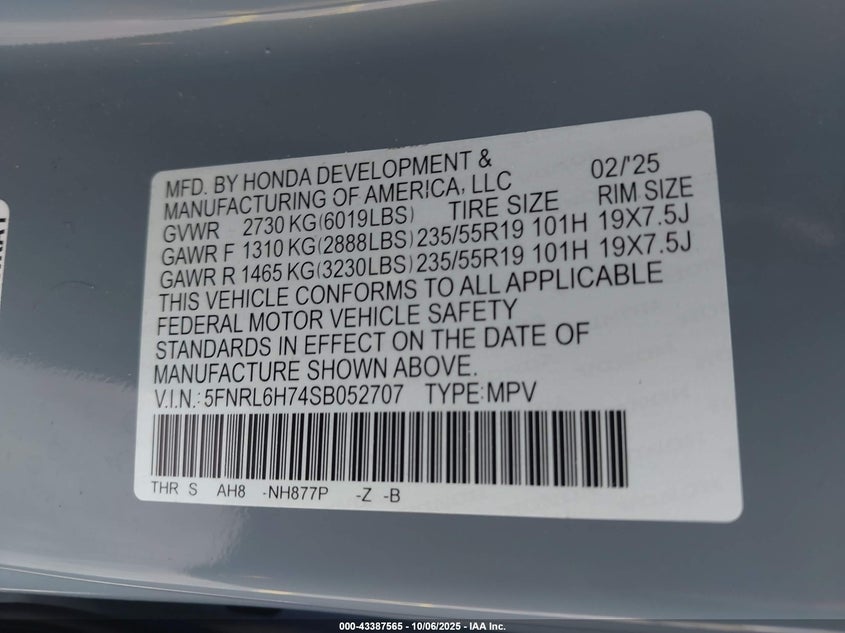 MFD. BY HONDA DEVELOPMENT & 02/'25
MANUFACTURING OF AMERICA, LLC
GVWR 2730 KG(6019LBS) TIRE SIZE RIM SIZE
GAWR F 1310 KG(2888LBS) 235/55R19 101H 19X7.5J
GAWR R 1465 KG(3230LBS) 235/55R19 101H 19X7.5J
THIS VEHICLE CONFORMS TO ALL APPLICABLE
FEDERAL MOTOR VEHICLE SAFETY
STANDARDS IN EFFECT ON THE DATE OF
MANUFACTURE SHOWN ABOVE.
V.I.N.: 5FNRL6H74SB052707 TYPE:MPV
THR S AH8 -NH877P -Z -B
000-43387565 - 10/06/2025 - IAA Inc.